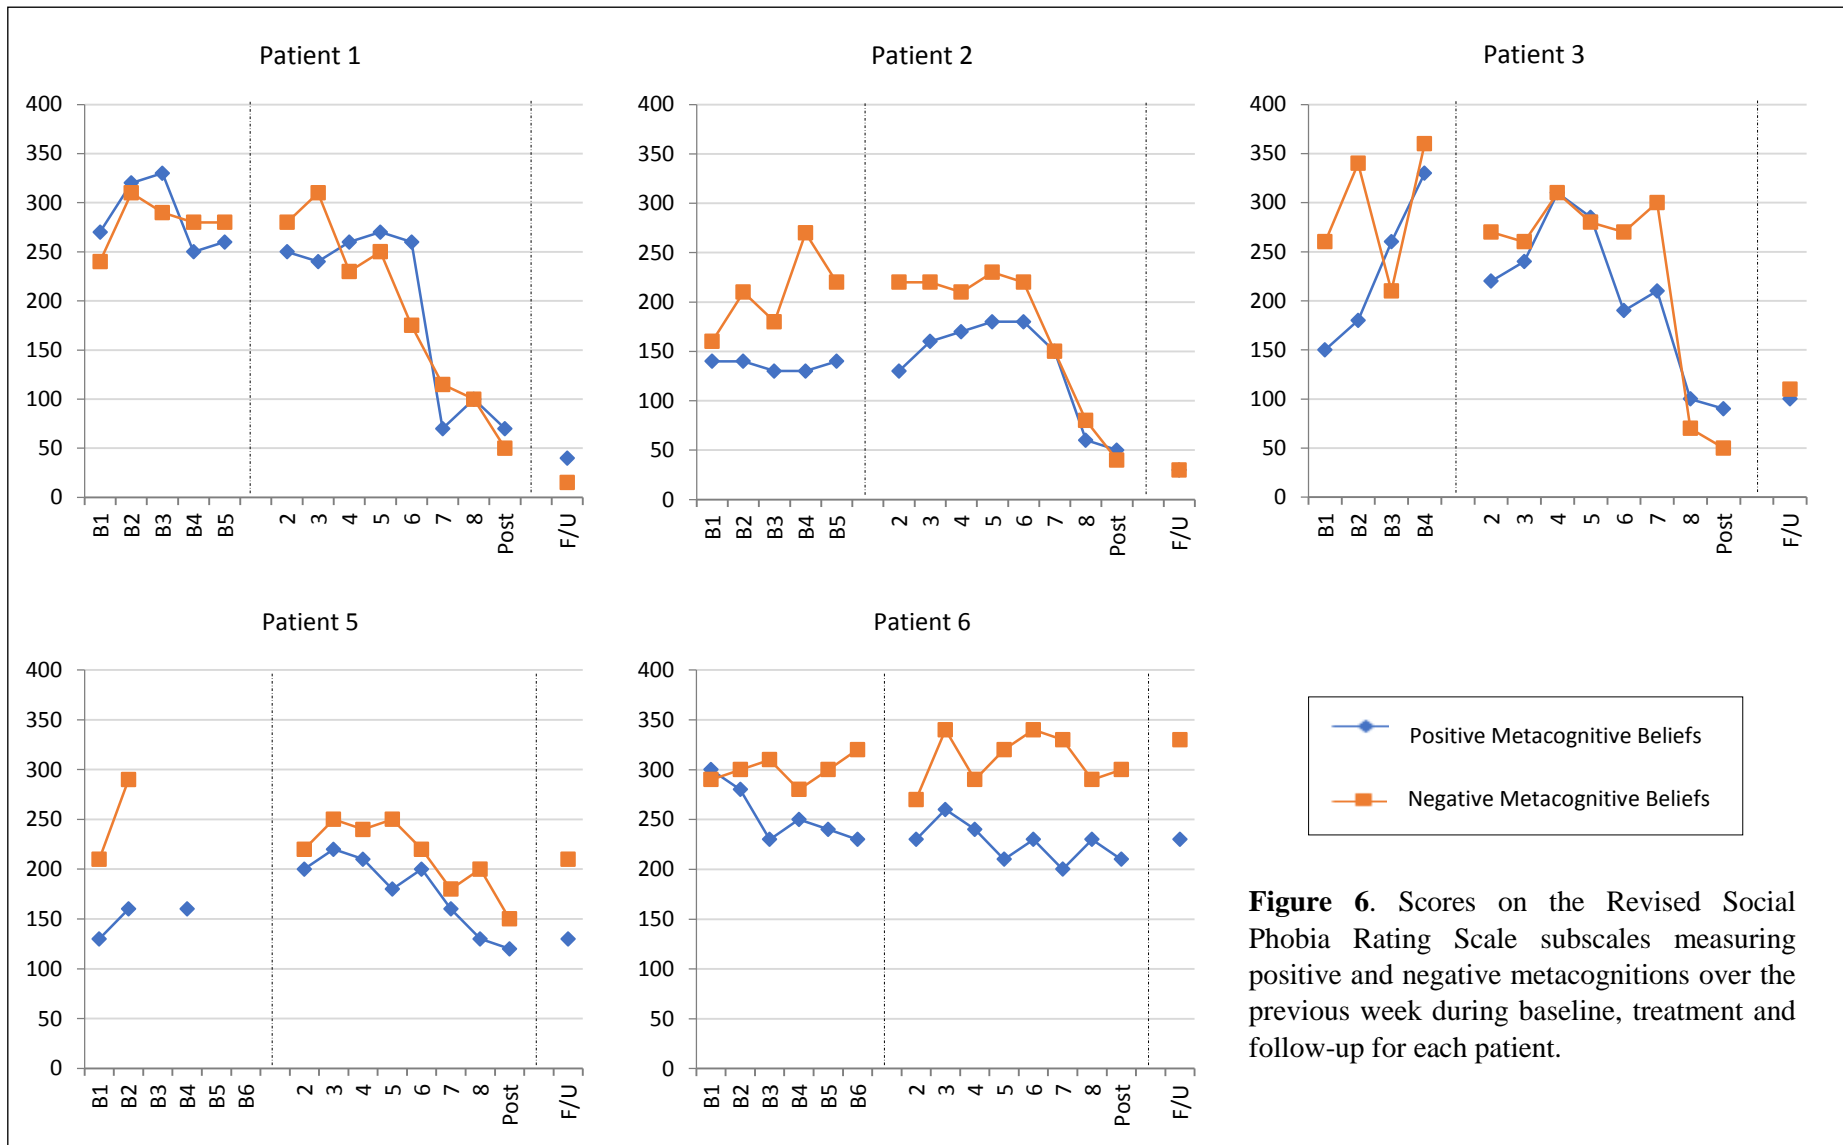 Patient 1
400
350
300
250
200
150
100
50
0
B1 B2 B3 B4 B5 2 3 4 5 6 7 8 Post F/U
Patient 2
400
350
300
250
200
150
100
50
0
B1 B2 B3 B4 B5 2 3 4 5 6 7 8 Post F/U
Patient 3
400
350
300
250
200
150
100
50
0
B1 B2 B3 B4 2 3 4 5 6 7 8 Post F/U
Patient 5
400
350
300
250
200
150
100
50
0
B1 B2 B3 B4 B5 B6 2 3 4 5 6 7 8 Post F/U
Patient 6
400
350
300
250
200
150
100
50
0
B1 B2 B3 B4 B5 B6 2 3 4 5 6 7 8 Post F/U
Positive Metacognitive Beliefs
Negative Metacognitive Beliefs
Figure 6. Scores on the Revised Social
Phobia Rating Scale subscales measuring
positive and negative metacognitions over the
previous week during baseline, treatment and
follow-up for each patient.